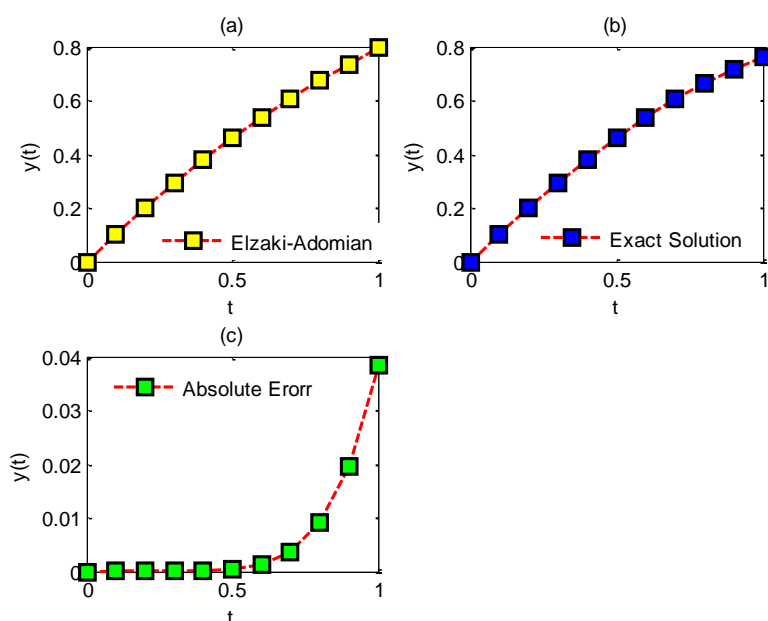 (a)
0.8
0.6
0.4
0.2
0
y(t)
Elzaki-Adomian
0
0.5
1
t
(b)
0.8
0.6
0.4
0.2
0
y(t)
Exact Solution
0
0.5
1
t
(c)
0.04
0.03
0.02
0.01
0
y(t)
Absolute Erorr
0
0.5
1
t